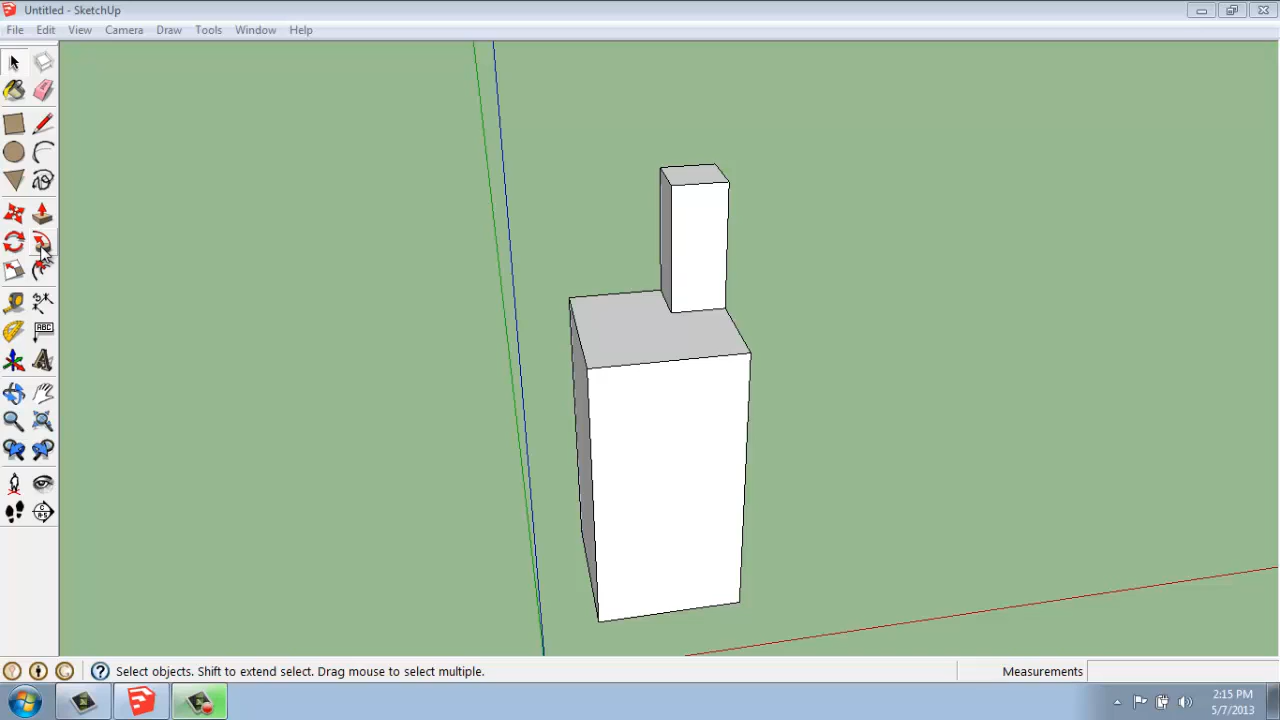 Untitled - SketchUp
File Edit View Camera Draw Tools Window Help
ABC
A
Select objects. Shift to extend select. Drag mouse to select multiple.
Measurements
2:15 PM
5/7/2013